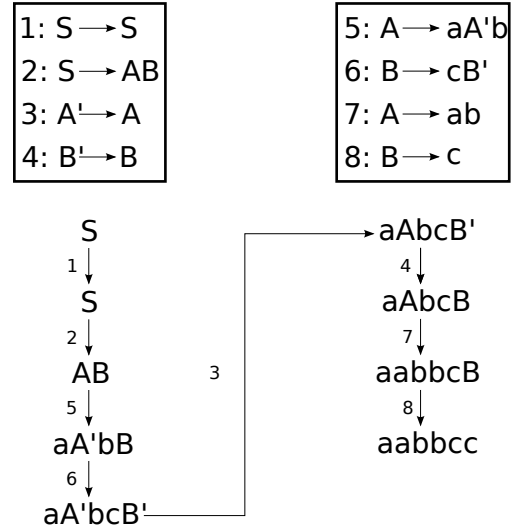 1: S → S
2: S → AB
3: A' → A
4: B' → B
5: A → aA'b
6: B → cB'
7: A → ab
8: B → c
S
1
S
2
AB
5
aA'bB
6
aA'bcB'
3
aAbcB'
4
aAbcB
7
aabbcB
8
aabbcc